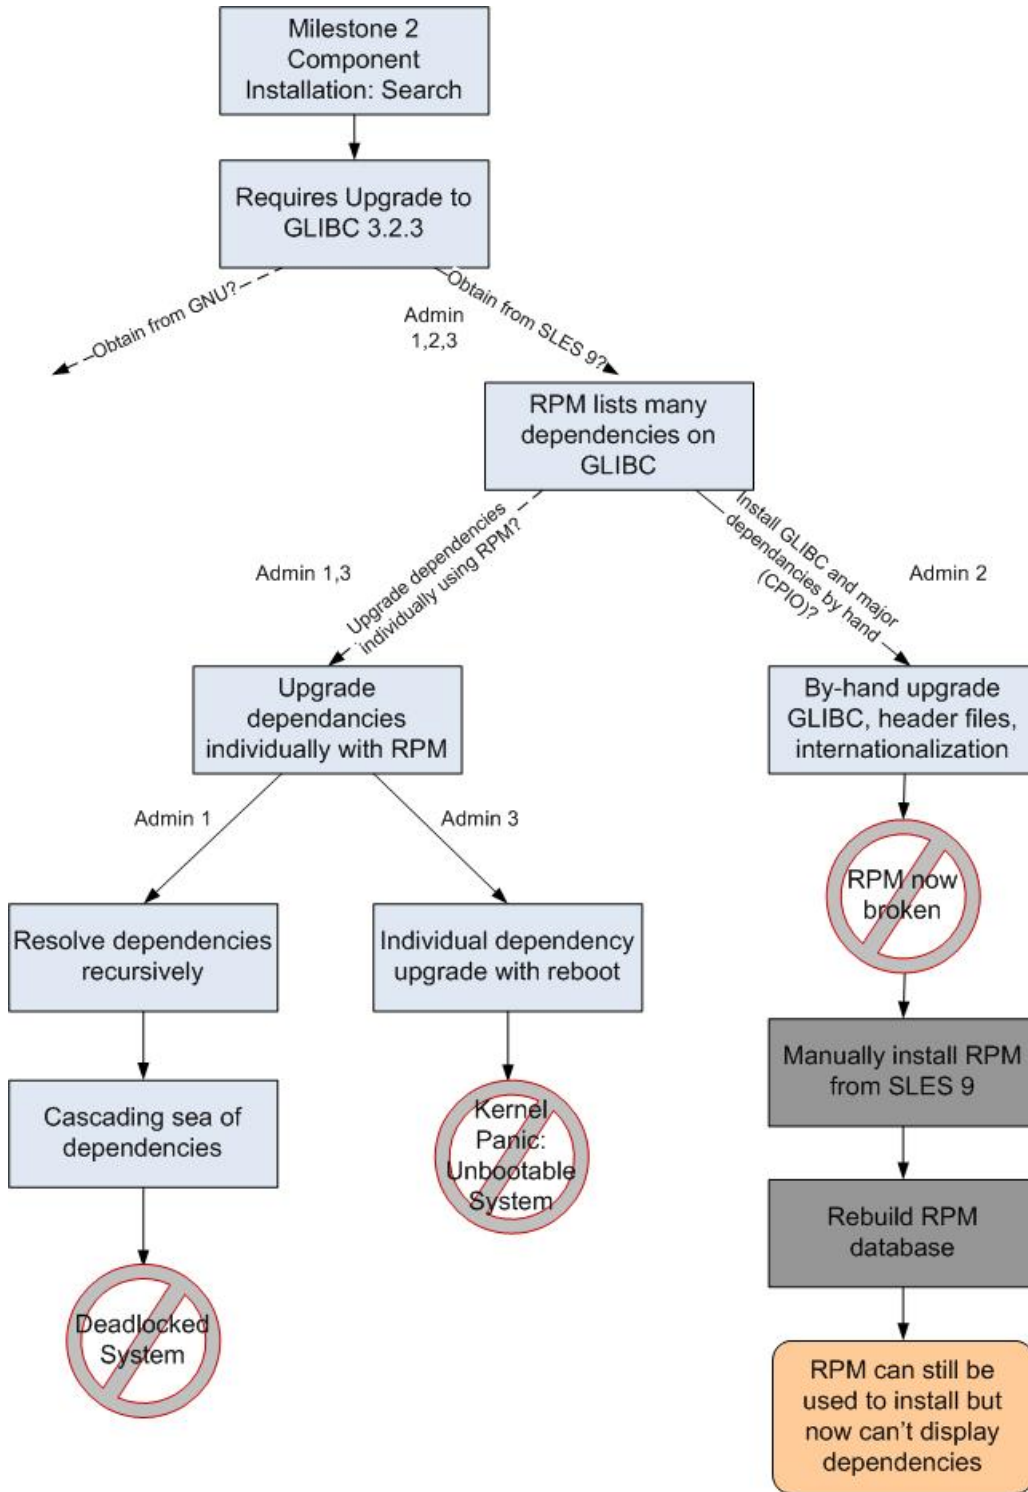 Milestone 2
Component
Installation: Search
Requires Upgrade to
GLIBC 3.2.3
Obtain from GNU?
Admin
1,2,3
Obtain from SLES 9?
RPM lists many
dependencies on
GLIBC
Admin 1,3
Upgrade dependencies
individually using RPM?
Install GLIBC and major
dependancies by hand
(CPIO)?
Admin 2
Upgrade
dependancies
individually with RPM
By-hand upgrade
GLIBC, header files,
internationalization
Admin 1
Admin 3
RPM now
broken
Resolve dependencies
recursively
Individual dependency
upgrade with reboot
Manually install RPM
from SLES 9
Cascading sea of
dependencies
Kernel
Panic:
Unbootable
System
Rebuild RPM
database
Deadlocked
System
RPM can still be
used to install but
now can't display
dependencies